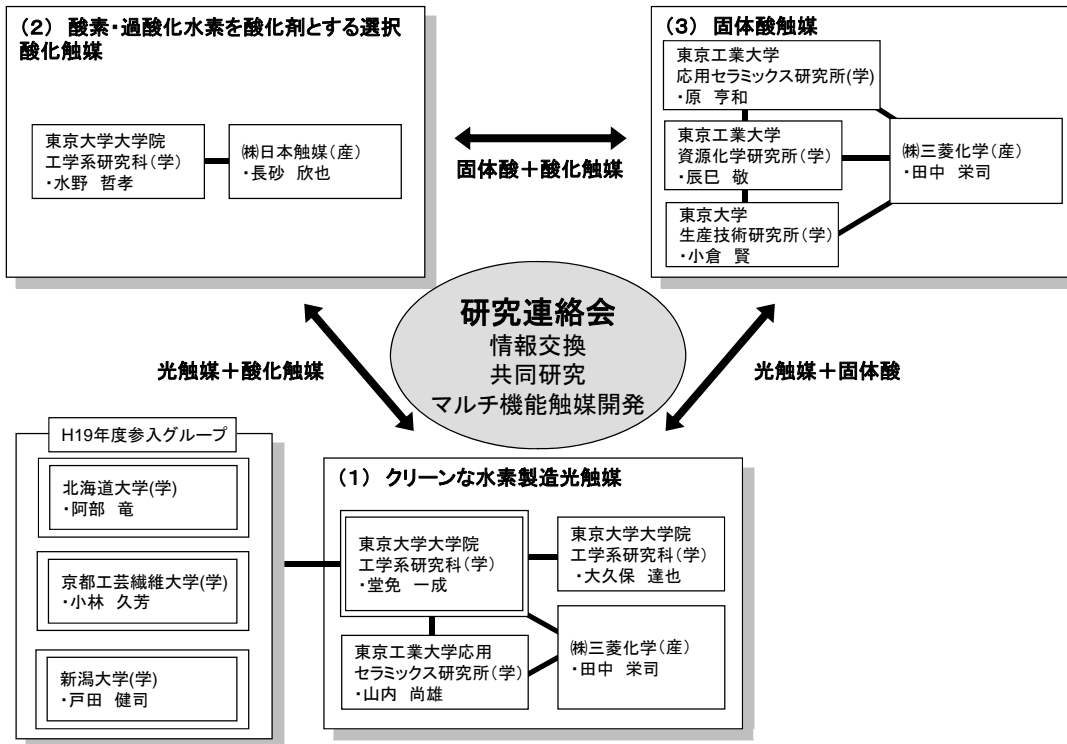 (2) 酸素・過酸化水素を酸化剤とする選択
酸化触媒
東京大学大学院
工学系研究科(学)
・水野 哲孝
㈱日本触媒(産)
・長砂 欣也
(3) 固体酸触媒
東京工業大学
応用セラミックス研究所(学)
・原 亨和
東京工業大学
資源化学研究所(学)
・辰巳 敬
東京大学
生産技術研究所(学)
・小倉 賢
㈱三菱化学(産)
・田中 栄司
固体酸+酸化触媒
研究連絡会
情報交換
共同研究
マルチ機能触媒開発
光触媒+酸化触媒
光触媒+固体酸
H19年度参入グループ
北海道大学(学)
・阿部 竜
京都工芸繊維大学(学)
・小林 久芳
新潟大学(学)
・戸田 健司
(1) クリーンな水素製造光触媒
東京大学大学院
工学系研究科(学)
・堂免 一成
東京大学大学院
工学系研究科(学)
・大久保 達也
東京工業大学応用
セラミックス研究所(学)
・山内 尚雄
㈱三菱化学(産)
・田中 栄司